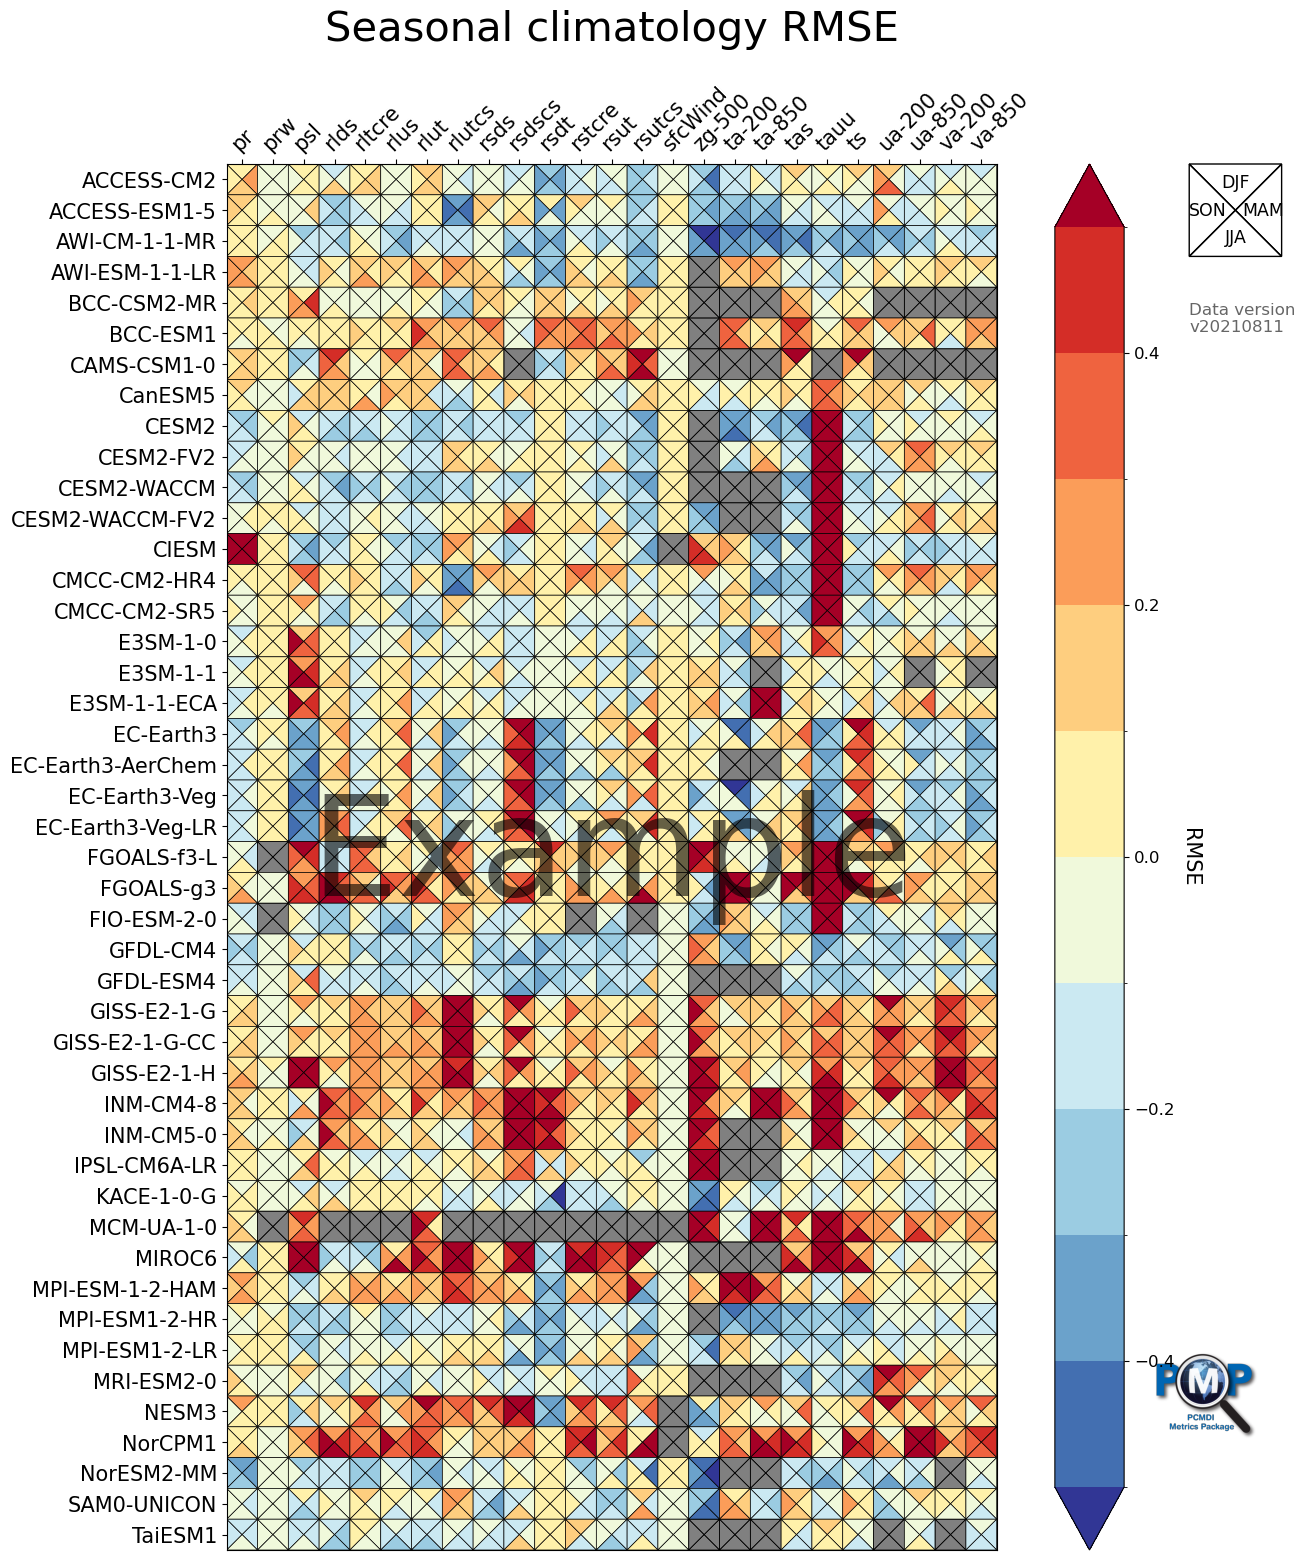 Seasonal climatology RMSE
pr prw psl rlds rltcre rlus rlut rlutcs rsds rsdscs rsdt rstcre rsut rsutcs sfcWind zg-500 ta-200 ta-850 tas tauu ts ua-200 ua-850 va-200 va-850
ACCESS-CM2
ACCESS-ESM1-5
AWI-CM-1-1-MR
AWI-ESM-1-1-LR
BCC-CSM2-MR
BCC-ESM1
CAMS-CSM1-0
CanESM5
CESM2
CESM2-FV2
CESM2-WACCM
CESM2-WACCM-FV2
CIESM
CMCC-CM2-HR4
CMCC-CM2-SR5
E3SM-1-0
E3SM-1-1
E3SM-1-1-ECA
EC-Earth3
EC-Earth3-AerChem
EC-Earth3-Veg
EC-Earth3-Veg-LR
FGOALS-f3-L
FGOALS-g3
FIO-ESM-2-0
GFDL-CM4
GFDL-ESM4
GISS-E2-1-G
GISS-E2-1-G-CC
GISS-E2-1-H
INM-CM4-8
INM-CM5-0
IPSL-CM6A-LR
KACE-1-0-G
MCM-UA-1-0
MIROC6
MPI-ESM-1-2-HAM
MPI-ESM1-2-HR
MPI-ESM1-2-LR
MRI-ESM2-0
NESM3
NorCPM1
NorESM2-MM
SAM0-UNICON
TaiESM1
Example
0.4
0.2
0.0
−0.2
−0.4
RMSE
DJF
SON MAM
JJA
Data version
v20210811
PMP
PCMDI
Metrics Package